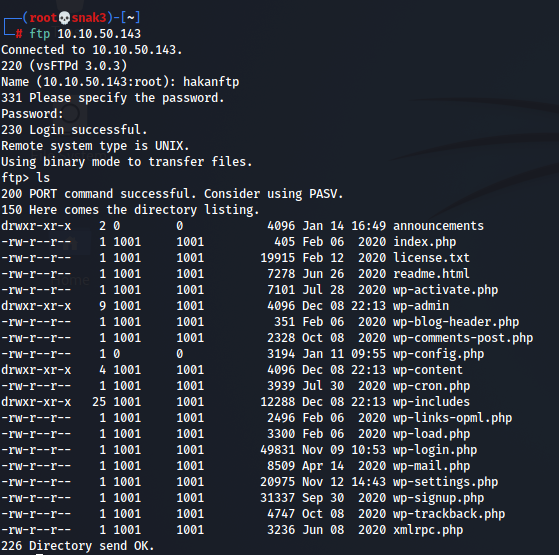 ┌──(root💀snak3)-[~]
└─# ftp 10.10.50.143
Connected to 10.10.50.143.
220 (vsFTPd 3.0.3)
Name (10.10.50.143:root): hakanftp
331 Please specify the password.
Password:
230 Login successful.
Remote system type is UNIX.
Using binary mode to transfer files.
ftp> ls
200 PORT command successful. Consider using PASV.
150 Here comes the directory listing.
drwxr-xr-x    2 0        0            4096 Jan 14 16:49 announcements
-rw-r--r--    1 1001     1001          405 Feb 06  2020 index.php
-rw-r--r--    1 1001     1001        19915 Feb 12  2020 license.txt
-rw-r--r--    1 1001     1001         7278 Jun 26  2020 readme.html
-rw-r--r--    1 1001     1001         7101 Jul 28  2020 wp-activate.php
drwxr-xr-x    9 1001     1001         4096 Dec 08 22:13 wp-admin
-rw-r--r--    1 1001     1001          351 Feb 06  2020 wp-blog-header.php
-rw-r--r--    1 1001     1001         2328 Oct 08  2020 wp-comments-post.php
-rw-r--r--    1 0        0            3194 Jan 11 09:55 wp-config.php
drwxr-xr-x    4 1001     1001         4096 Dec 08 22:13 wp-content
-rw-r--r--    1 1001     1001         3939 Jul 30  2020 wp-cron.php
drwxr-xr-x   25 1001     1001        12288 Dec 08 22:13 wp-includes
-rw-r--r--    1 1001     1001         2496 Feb 06  2020 wp-links-opml.php
-rw-r--r--    1 1001     1001         3300 Feb 06  2020 wp-load.php
-rw-r--r--    1 1001     1001        49831 Nov 09 10:53 wp-login.php
-rw-r--r--    1 1001     1001         8509 Apr 14  2020 wp-mail.php
-rw-r--r--    1 1001     1001        20975 Nov 12 14:43 wp-settings.php
-rw-r--r--    1 1001     1001        31337 Sep 30  2020 wp-signup.php
-rw-r--r--    1 1001     1001         4747 Oct 08  2020 wp-trackback.php
-rw-r--r--    1 1001     1001         3236 Jun 08  2020 xmlrpc.php
226 Directory send OK.